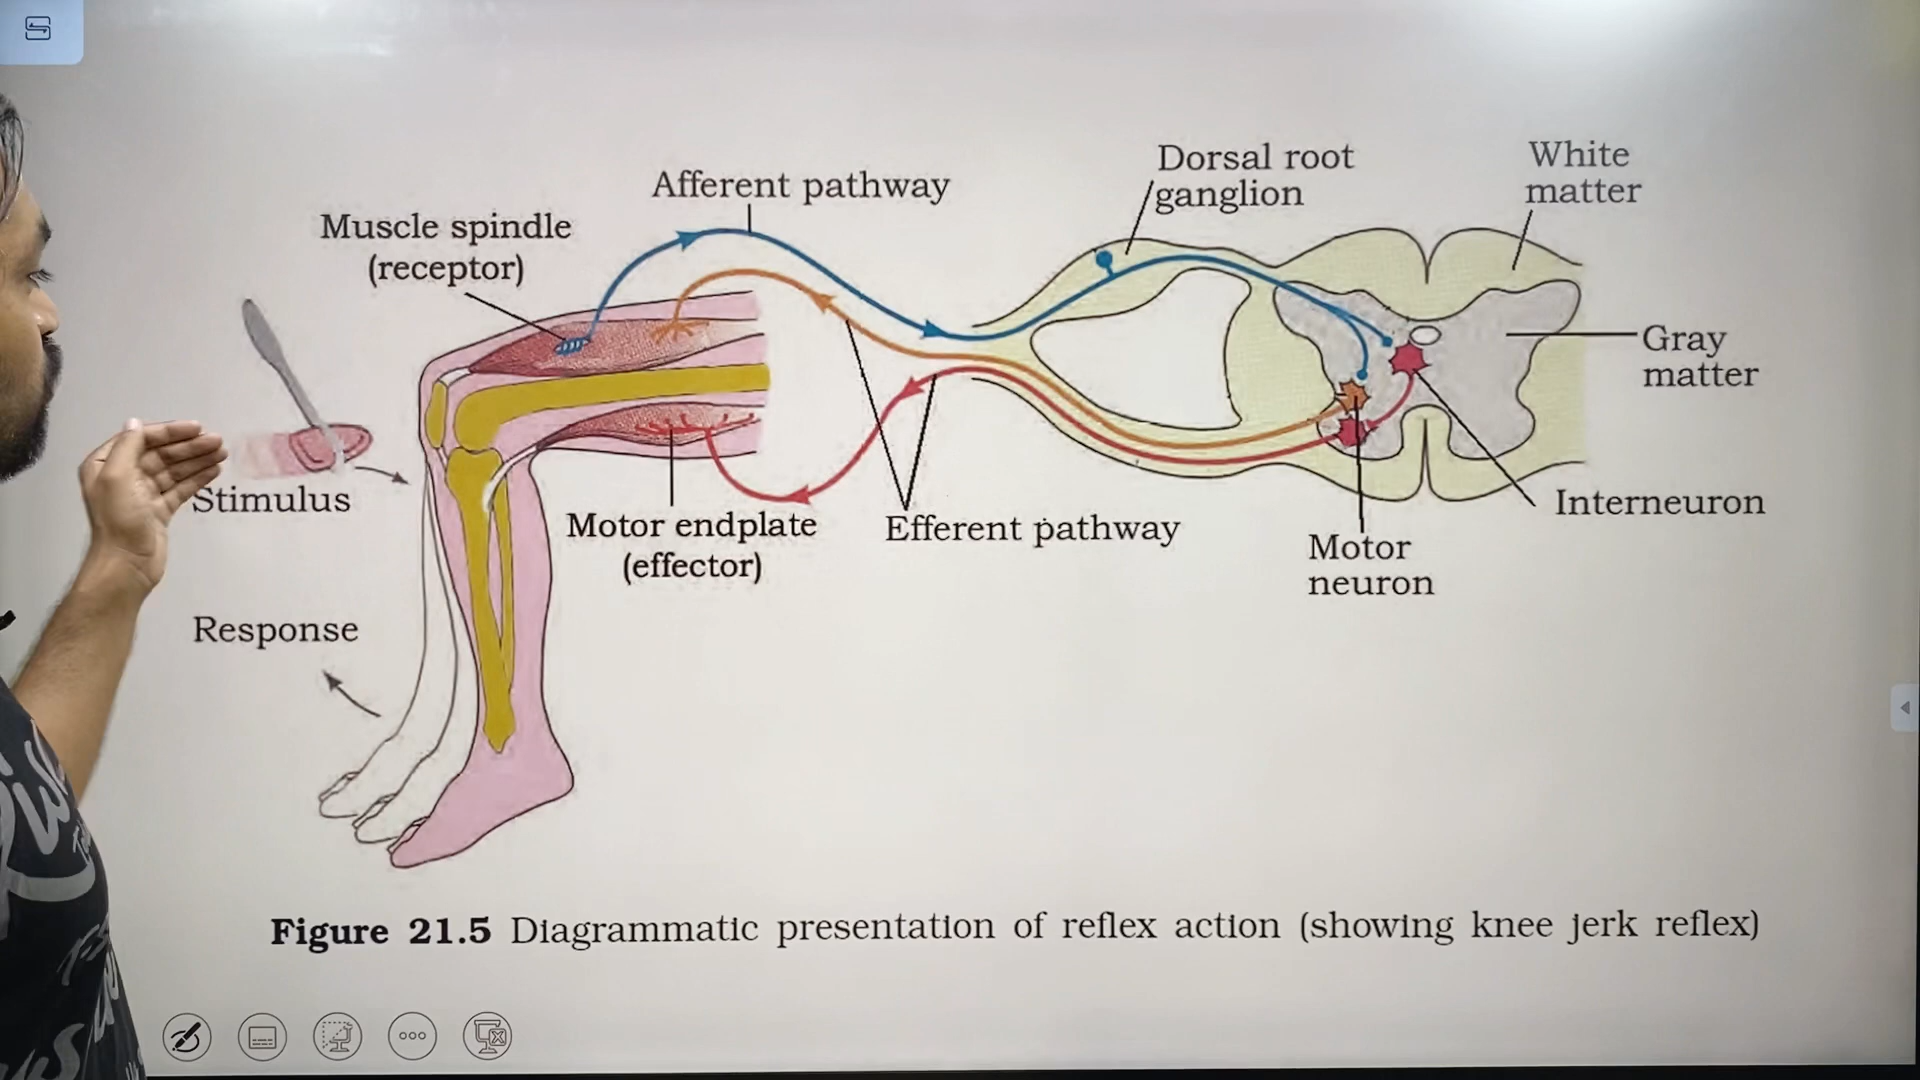 Dorsal root
ganglion
White
matter
Afferent pathway
Muscle spindle
(receptor)
Gray
matter
Stimulus
Motor endplate
(effector)
Efferent pathway
Interneuron
Motor
neuron
Response
Figure 21.5 Diagrammatic presentation of reflex action (showing knee jerk reflex)